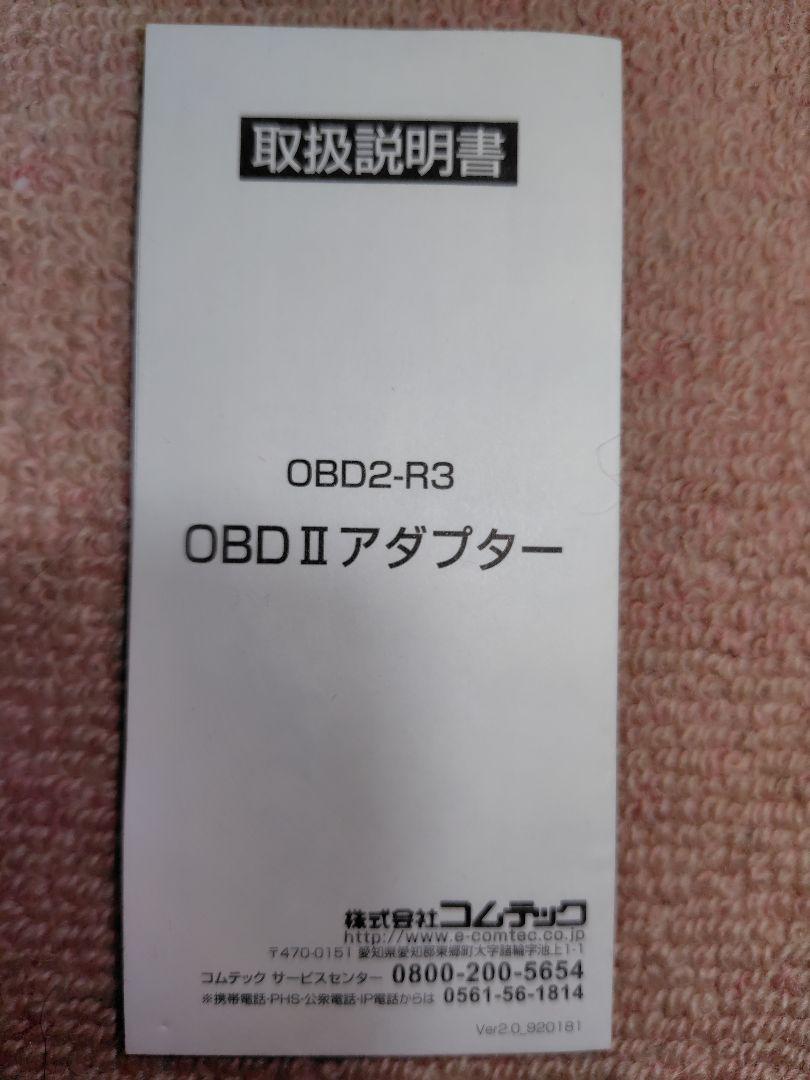 取扱説明書
OBD2-R3
OBDⅡアダプター
株式会社コムテック
http://www.e-comtec.co.jp
〒470-0151 愛知県愛知郡東郷町大字諸輪字池上1-1
コムテック サービスセンター 0800-200-5654
※携帯電話・PHS・公衆電話・IP電話からは 0561-56-1814
Ver2.0_920181